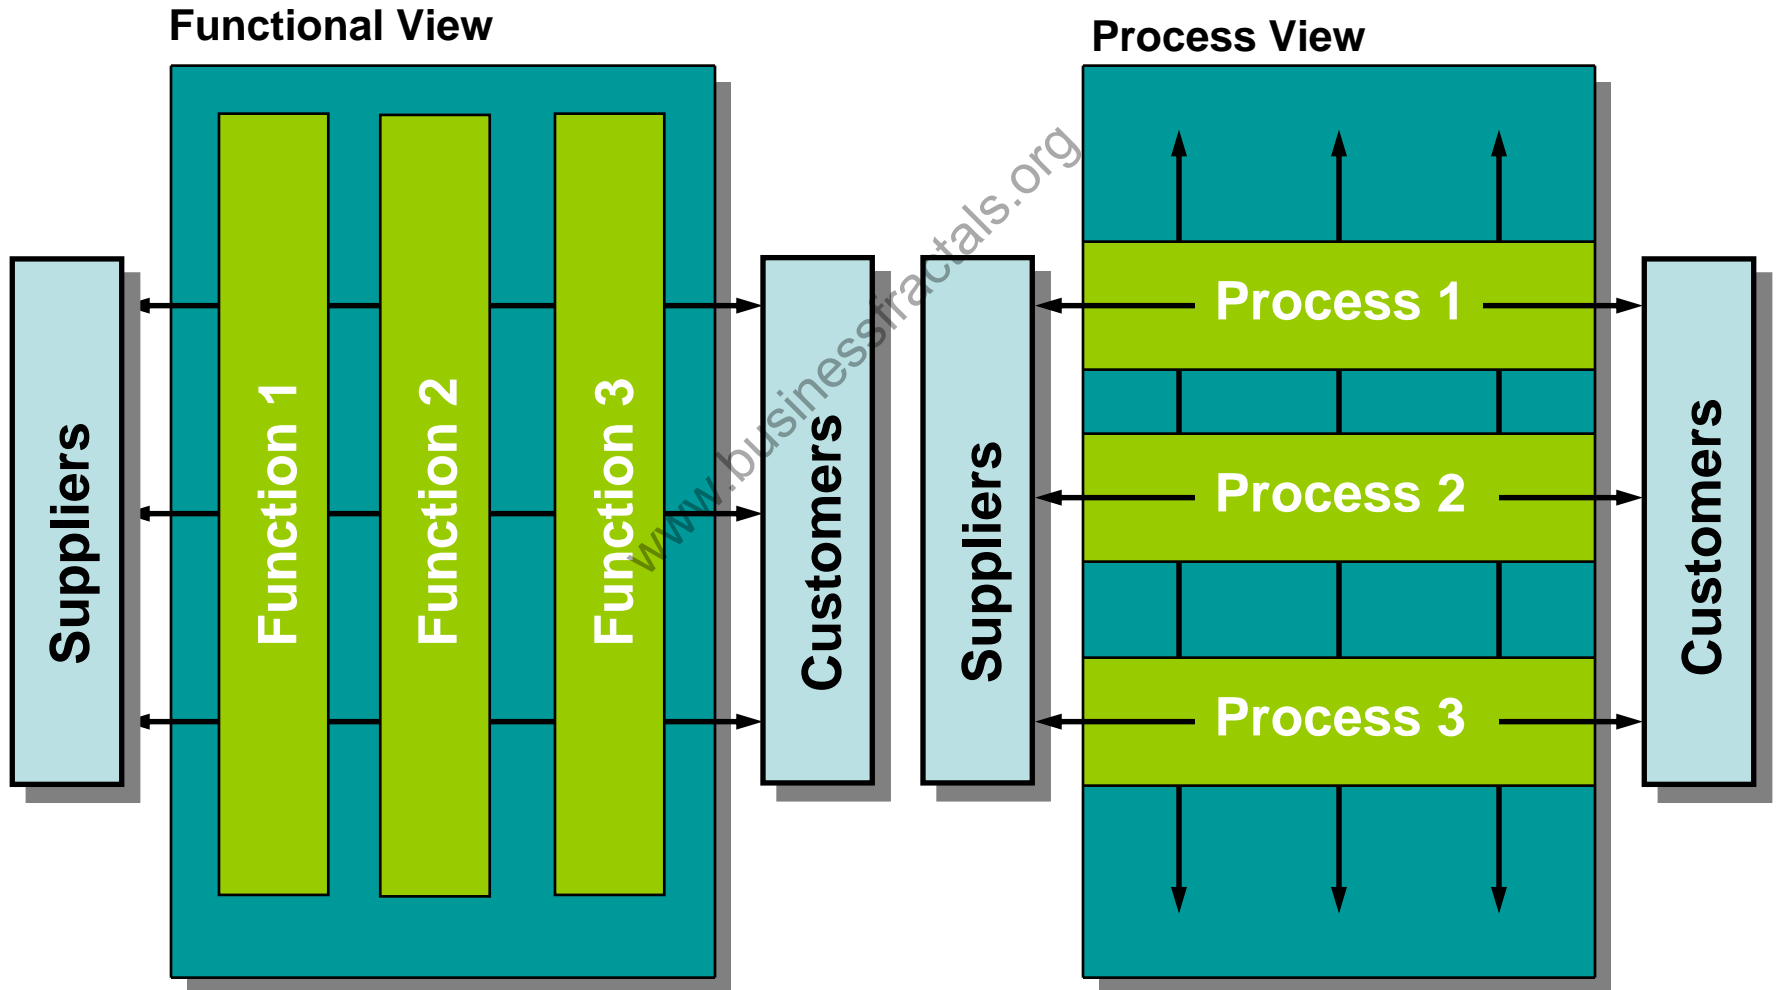 Functional View
Suppliers
Function 1
Function 2
Function 3
Customers
www.businessfractals.org
Process View
Suppliers
Process 1
Process 2
Process 3
Customers